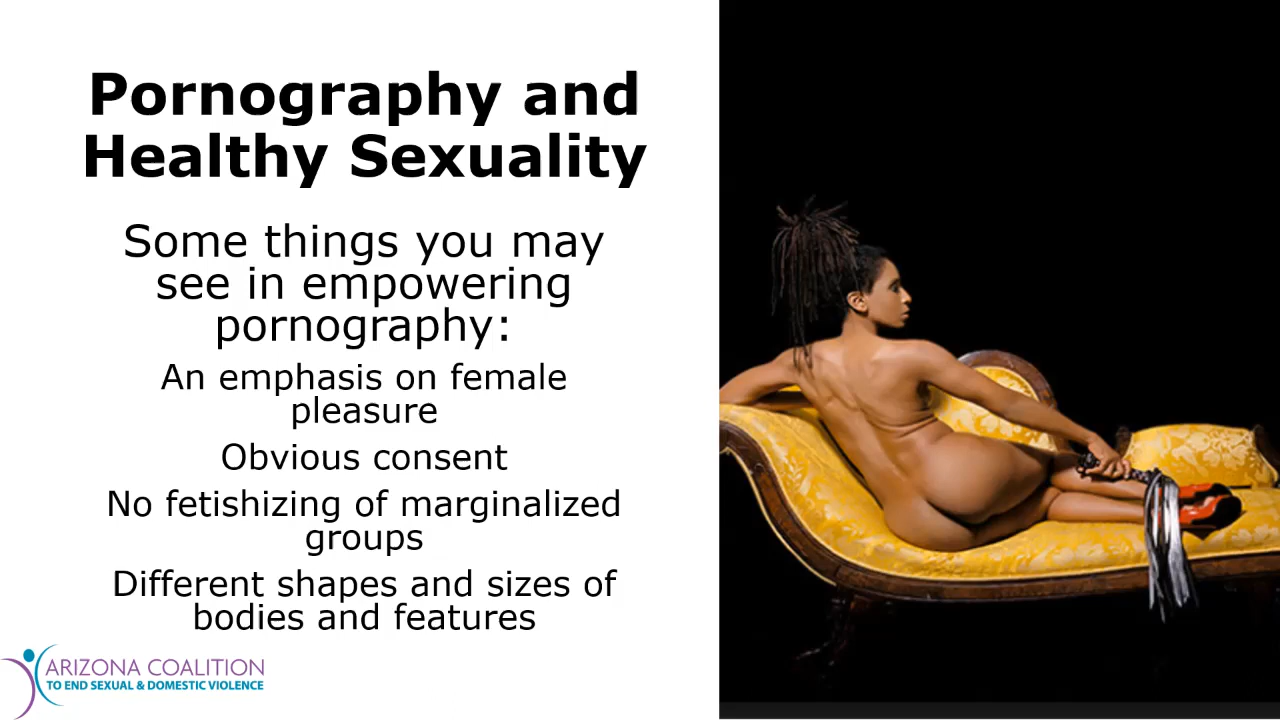 Pornography and
Healthy Sexuality
Some things you may
see in empowering
pornography:
An emphasis on female
pleasure
Obvious consent
No fetishizing of marginalized
groups
Different shapes and sizes of
bodies and features
ARIZONA COALITION
TO END SEXUAL & DOMESTIC VIOLENCE